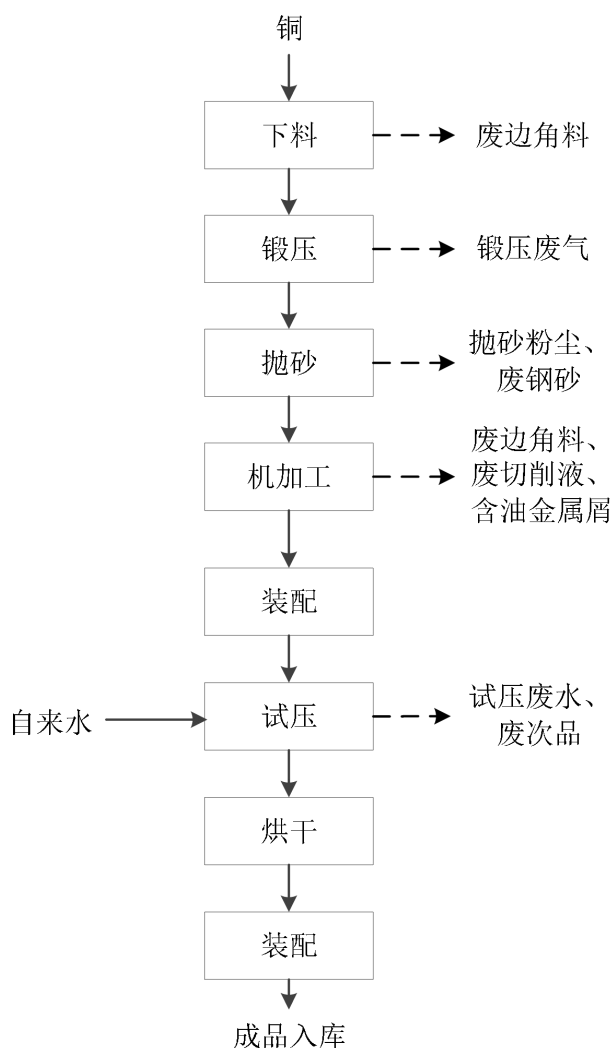 铜
下料
废边角料
锻压
锻压废气
抛砂
抛砂粉尘、
废钢砂
机加工
废边角料、
废切削液、
含油金属屑
装配
自来水
试压
试压废水、
废次品
烘干
装配
成品入库